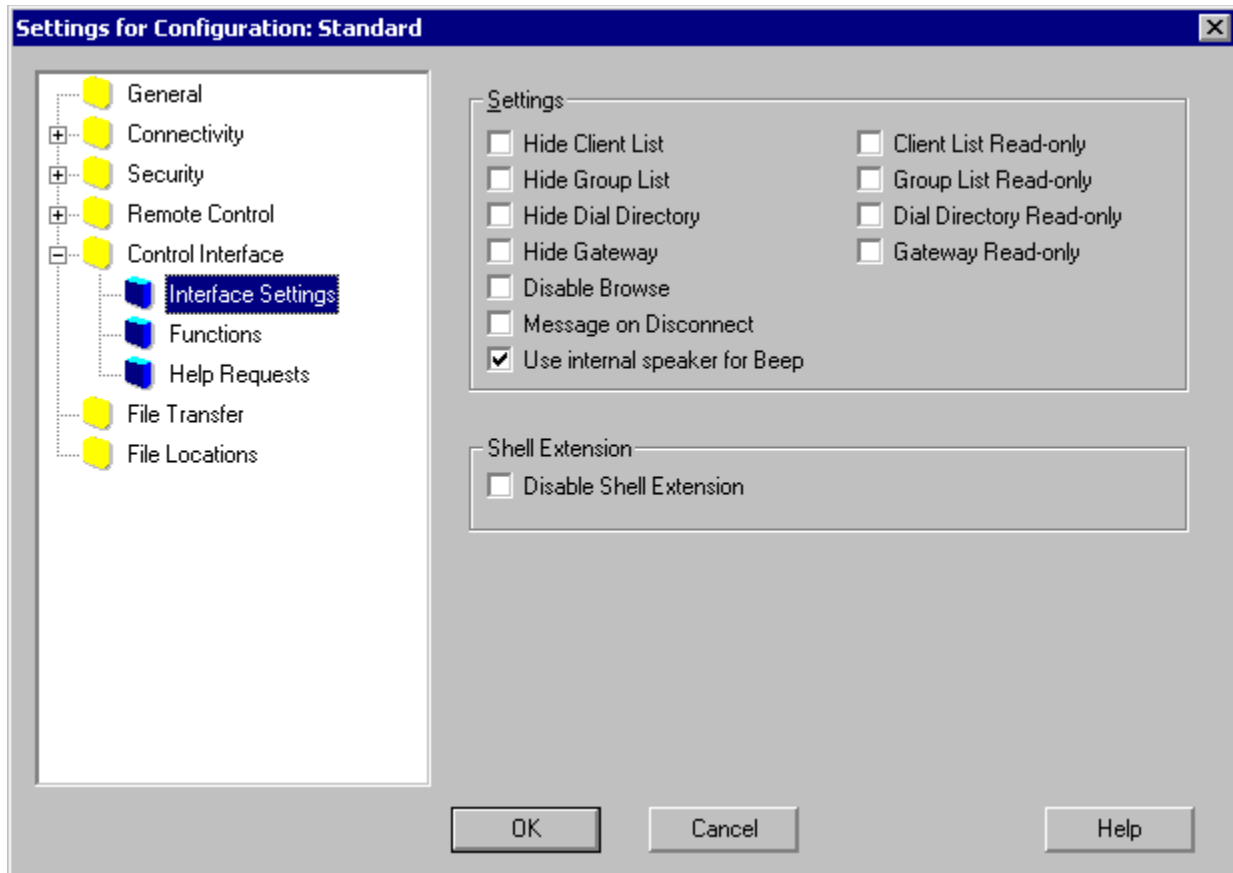 Settings for Configuration: Standard
General
Connectivity
Security
Remote Control
Control Interface
Interface Settings
Functions
Help Requests
File Transfer
File Locations
Settings
Hide Client List
Client List Read-only
Hide Group List
Group List Read-only
Hide Dial Directory
Dial Directory Read-only
Hide Gateway
Gateway Read-only
Disable Browse
Message on Disconnect
Use internal speaker for Beep
Shell Extension
Disable Shell Extension
OK
Cancel
Help